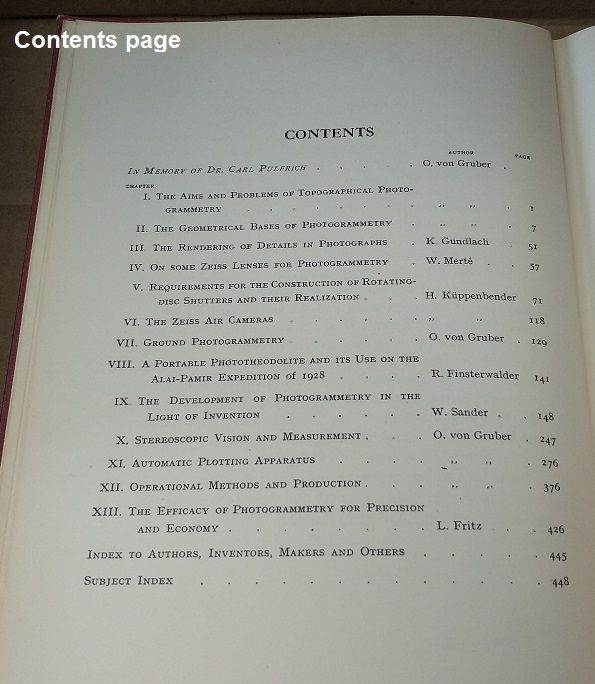 Contents page
CONTENTS
AUTHOR PAGE
In Memory of Dr. Carl Pulfrich . . . . . O. von Gruber .
CHAPTER
I. The Aims and Problems of Topographical Photo-
grammetry . . . . . . . ,, ,, . 1
II. The Geometrical Bases of Photogrammetry . ,, ,, . 7
III. The Rendering of Details in Photographs . K. Gundlach . 51
IV. On some Zeiss Lenses for Photogrammetry . W. Merté . . 57
V. Requirements for the Construction of Rotating-
disc Shutters and their Realization . . . H. Küppenbender 71
VI. The Zeiss Air Cameras . . . . . . ,, ,, 118
VII. Ground Photogrammetry . . . . . . O. von Gruber . 129
VIII. A Portable Phototheodolite and its Use on the
Alai-Pamir Expedition of 1928 . . . . R. Finsterwalder 141
IX. The Development of Photogrammetry in the
Light of Invention . . . . . . W. Sander . . 148
X. Stereoscopic Vision and Measurement . . . O. von Gruber . 247
XI. Automatic Plotting Apparatus . . . . ,, ,, . 276
XII. Operational Methods and Production . . . ,, ,, . 376
XIII. The Efficacy of Photogrammetry for Precision
and Economy . . . . . . . . L. Fritz . . 426
Index to Authors, Inventors, Makers and Others . . . . . 445
Subject Index . . . . . . . . . . . . . 448